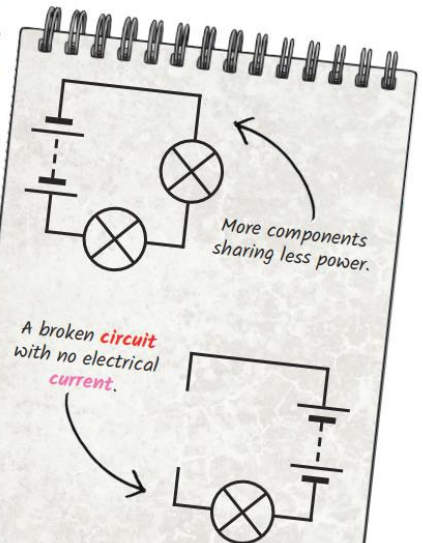 More components
sharing less power.
A broken circuit
with no electrical
current.